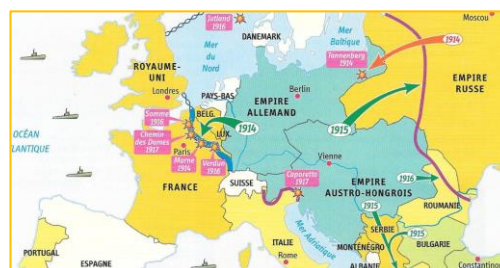 Jutland
1916
Moscou
DANEMARK
Mer
Baltique
1914
Mer
du
Nord
Tannenberg
1914
ROYAUME-
UNI
EMPIRE
RUSSE
PAYS-BAS
Berlin
Londres
EMPIRE
ALLEMAND
BELG.
Somme
1916
1914
1915
OCÉAN
LANTIQUE
Chemin
des Dames
1917
LUX.
Paris
Marne
1914
Verdun
1916
Vienne
FRANCE
SUISSE
Caporetto
1917
EMPIRE
AUSTRO-HONGROIS
1916
ROUMANIE
1915
SERBIE
1915
Mer Adriatique
MONTÉNÉGRO
BULGARIE
ITALIE
PORTUGAL
ESPAGNE
Rome
ALBANIE
Constantinop